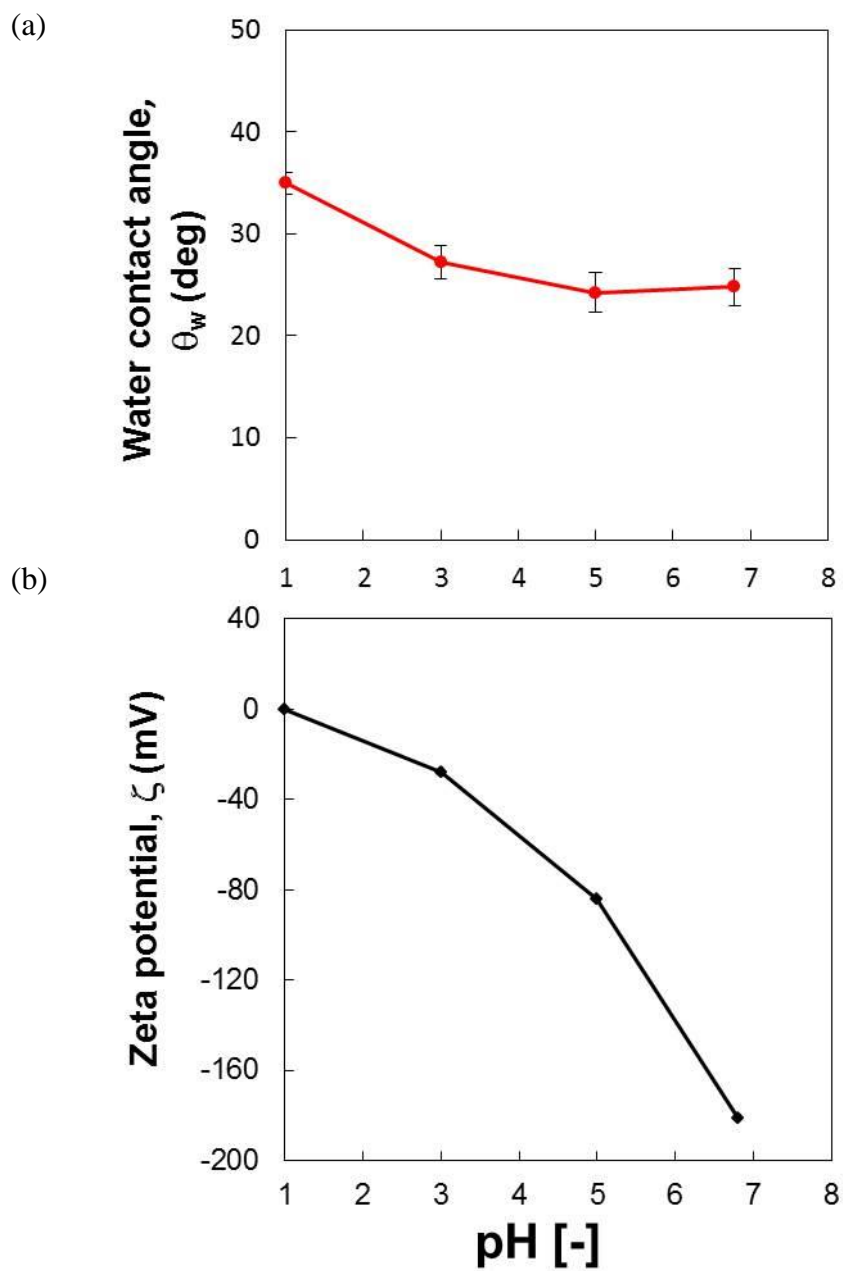 (a)
Water contact angle,
θw (deg)
50
40
30
20
10
0
1 2 3 4 5 6 7 8
(b)
Zeta potential, ζ (mV)
40
0
-40
-80
-120
-160
-200
1 2 3 4 5 6 7 8
pH [-]